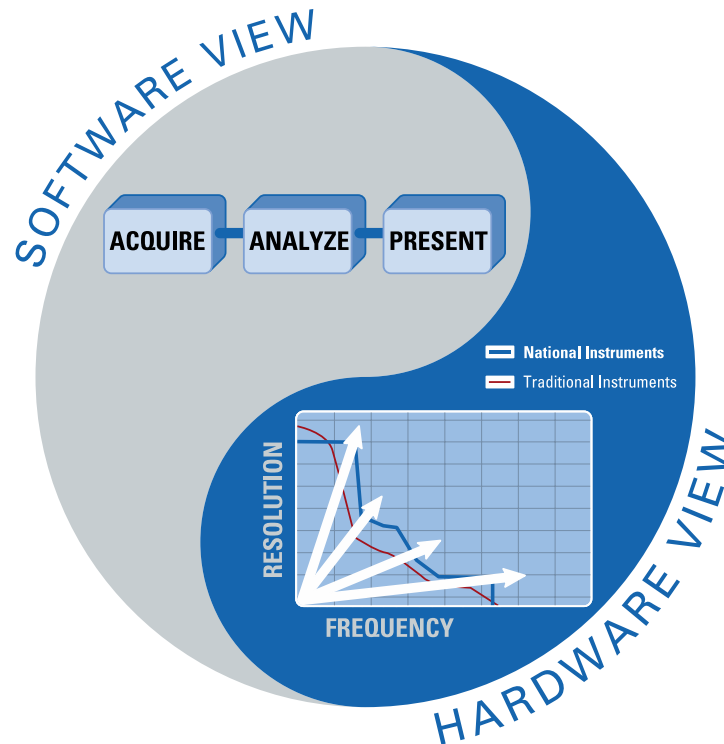 SOFTWARE VIEW
ACQUIRE
ANALYZE
PRESENT
National Instruments
Traditional Instruments
RESOLUTION
FREQUENCY
HARDWARE VIEW